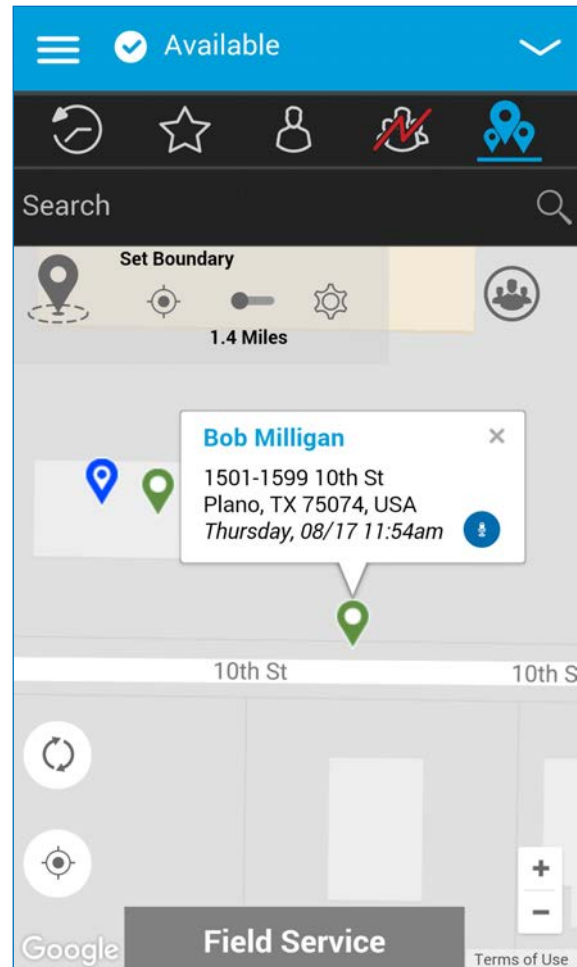 Available
Search
Set Boundary
1.4 Miles
Bob Milligan
1501-1599 10th St
Plano, TX 75074, USA
Thursday, 08/17 11:54am
10th St
10th S
+
−
Google
Field Service
Terms of Use